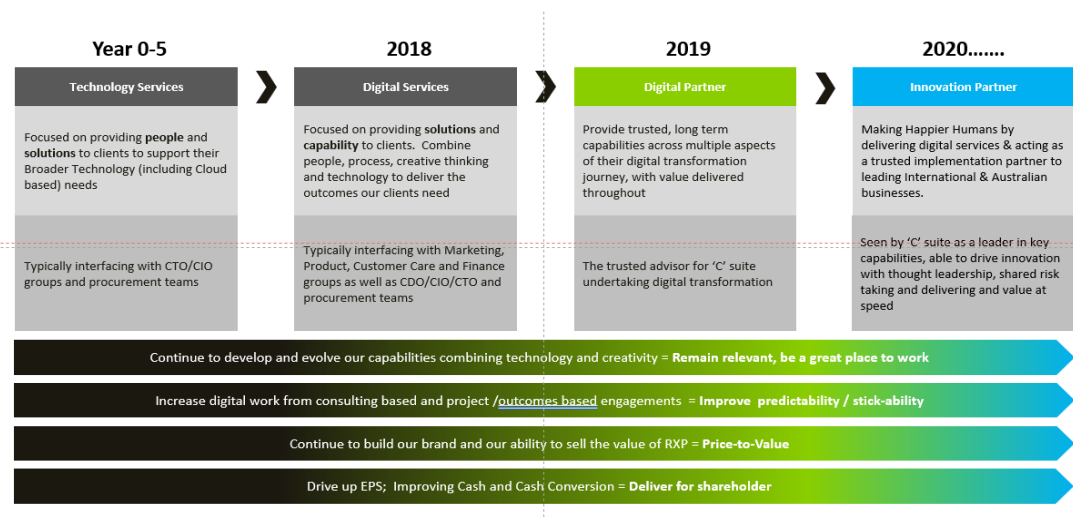 Year 0-5
2018
2019
2020…….
Technology Services
Digital Services
Digital Partner
Innovation Partner
Focused on providing people and
solutions to clients to support their
Broader Technology (including Cloud
based) needs
Focused on providing solutions and
capability to clients.  Combine
people, process, creative thinking
and technology to deliver the
outcomes our clients need
Provide trusted, long term
capabilities across multiple aspects
of their digital transformation
journey, with value delivered
throughout
Making Happier Humans by
delivering digital services & acting as
a trusted implementation partner to
leading International & Australian
businesses.
Typically interfacing with CTO/CIO
groups and procurement teams
Typically interfacing with Marketing,
Product, Customer Care and Finance
groups as well as CDO/CIO/CTO and
procurement teams
The trusted advisor for ‘C’ suite
undertaking digital transformation
Seen by ‘C’ suite as a leader in key
capabilities, able to drive innovation
with thought leadership, shared risk
taking and delivering and value at
speed
Continue to develop and evolve our capabilities combining technology and creativity = Remain relevant, be a great place to work
Increase digital work from consulting based and project /outcomes based engagements  = Improve  predictability / stick-ability
Continue to build our brand and our ability to sell the value of RXP = Price-to-Value
Drive up EPS;  Improving Cash and Cash Conversion = Deliver for shareholder